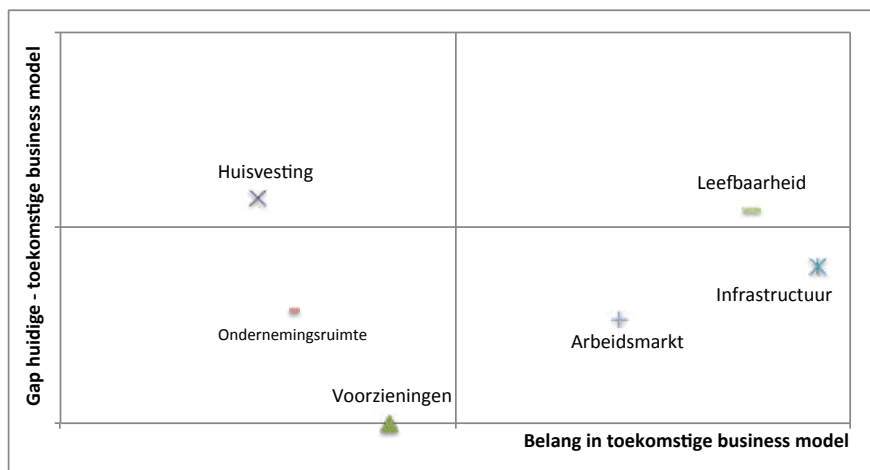 Gap huidige - toekomstige business model
Huisvesting
Leefbaarheid
Infrastructuur
Ondernemingsruimte
Arbeidsmarkt
Voorzieningen
Belang in toekomstige business model